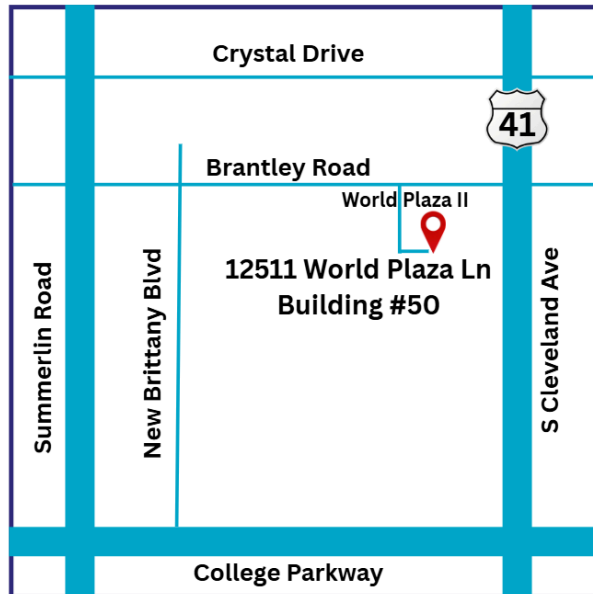 Crystal Drive
41
Brantley Road
World Plaza II
12511 World Plaza Ln
Building #50
Summerlin Road
New Brittany Blvd
S Cleveland Ave
College Parkway